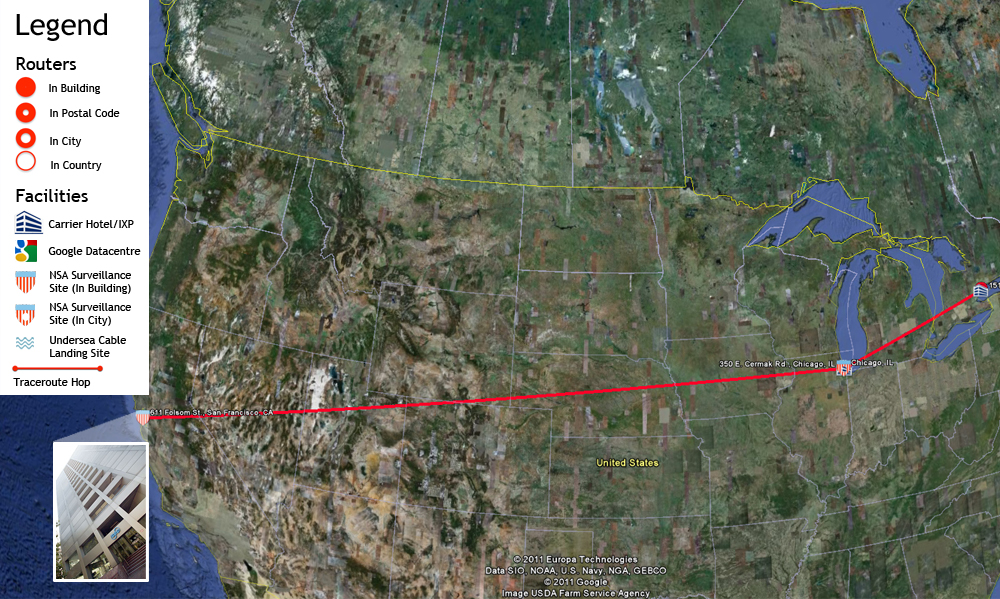 Legend
Routers
In Building
In Postal Code
In City
In Country
Facilities
Carrier Hotel/IXP
Google Datacentre
NSA Surveillance
Site (In Building)
NSA Surveillance
Site (In City)
Undersea Cable
Landing Site
Traceroute Hop
151
350 E. Cermak Rd., Chicago, IL
Chicago, IL
611 Folsom St., San Francisco, CA
United States
© 2011 Europa Technologies
Data SIO, NOAA, U.S. Navy, NGA, GEBCO
© 2011 Google
Image USDA Farm Service Agency